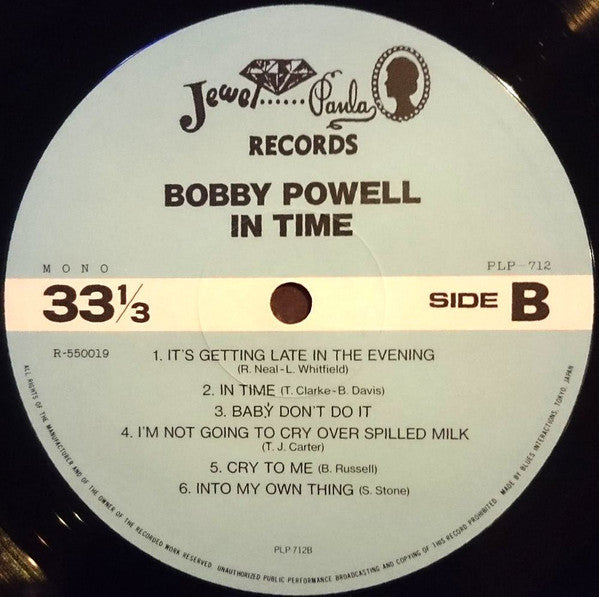 Jewel......Paula
RECORDS
BOBBY POWELL
IN TIME
MONO
PLP-712
33⅓
SIDE B
R-550019
1. IT'S GETTING LATE IN THE EVENING
(R. Neal-L. Whitfield)
2. IN TIME (T. Clarke-B. Davis)
3. BABY DON'T DO IT
4. I'M NOT GOING TO CRY OVER SPILLED MILK
(T. J. Carter)
5. CRY TO ME (B. Russell)
6. INTO MY OWN THING (S. Stone)
PLP 712B
ALL RIGHTS OF THE MANUFACTURER AND OF THE OWNER OF THE RECORDED WORK RESERVED. UNAUTHORIZED PUBLIC PERFORMANCE BROADCASTING AND COPYING OF THIS RECORD PROHIBITED. MADE BY BLUES INTERACTIONS, TOKYO, JAPAN